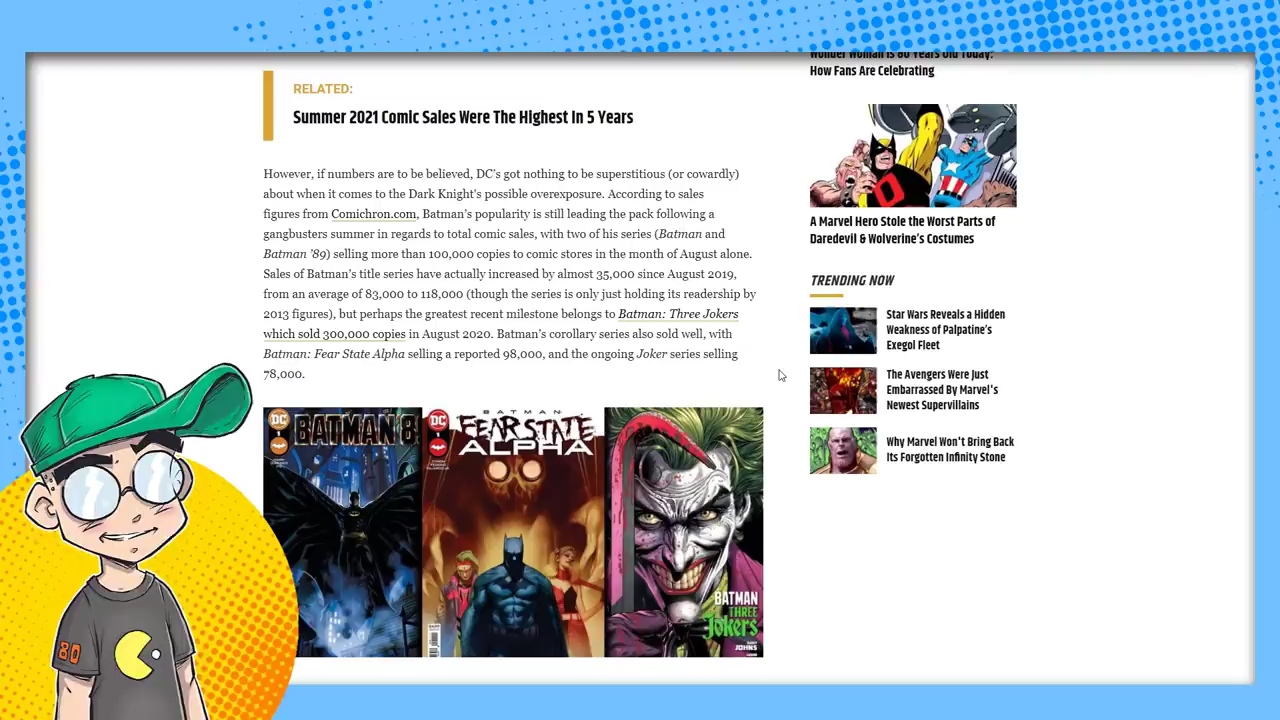 RELATED:
Summer 2021 Comic Sales Were The Highest In 5 Years
However, if numbers are to be believed, DC's got nothing to be superstitious (or cowardly)
about when it comes to the Dark Knight's possible overexposure. According to sales
figures from Comichron.com, Batman's popularity is still leading the pack following a
gangbusters summer in regards to total comic sales, with two of his series (Batman and
Batman '89) selling more than 100,000 copies to comic stores in the month of August alone.
Sales of Batman's title series have actually increased by almost 35,000 since August 2019,
from an average of 83,000 to 118,000 (though the series is only just holding its readership by
2013 figures), but perhaps the greatest recent milestone belongs to Batman: Three Jokers
which sold 300,000 copies in August 2020. Batman's corollary series also sold well, with
Batman: Fear State Alpha selling a reported 98,000, and the ongoing Joker series selling
78,000.
DC
1
BATMAN 8
DC
1
BATMAN
FEAR STATE
ALPHA
BATMAN
THREE
Jokers
JOHNS
Wonder Woman is 80 Years Old Today:
How Fans Are Celebrating
A Marvel Hero Stole the Worst Parts of
Daredevil & Wolverine's Costumes
TRENDING NOW
Star Wars Reveals a Hidden
Weakness of Palpatine's
Exegol Fleet
The Avengers Were Just
Embarrassed By Marvel's
Newest Supervillains
Why Marvel Won't Bring Back
Its Forgotten Infinity Stone
80